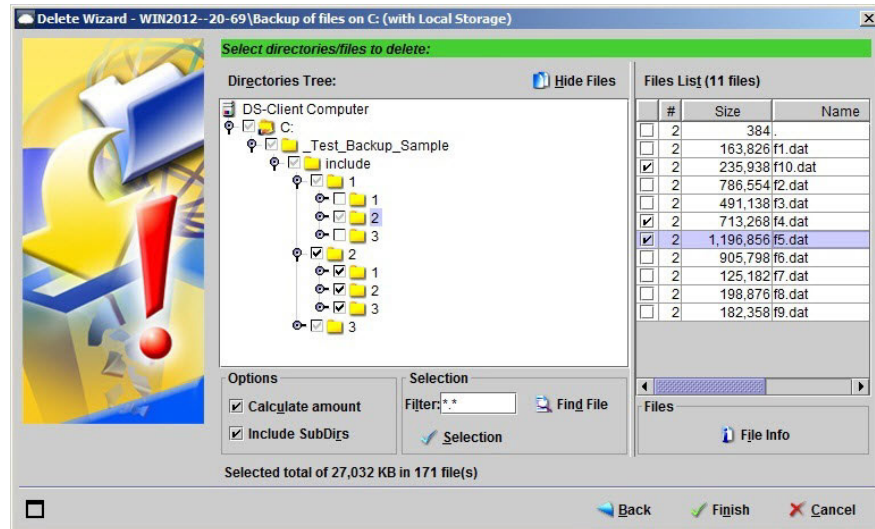 Delete Wizard - WIN2012--20-69\Backup of files on C: (with Local Storage)
Select directories/files to delete:
Directories Tree:
Hide Files
DS-Client Computer
C:
_Test_Backup_Sample
include
1
1
2
3
2
1
2
3
3
Files List (11 files)
# Size Name
2 384 .
2 163,826 f1.dat
2 235,938 f10.dat
2 786,554 f2.dat
2 491,138 f3.dat
2 713,268 f4.dat
2 1,196,856 f5.dat
2 905,798 f6.dat
2 125,182 f7.dat
2 198,876 f8.dat
2 182,358 f9.dat
Options
Calculate amount
Include SubDirs
Selection
Filter: *.*
Find File
Selection
Files
File Info
Selected total of 27,032 KB in 171 file(s)
Back Finish Cancel